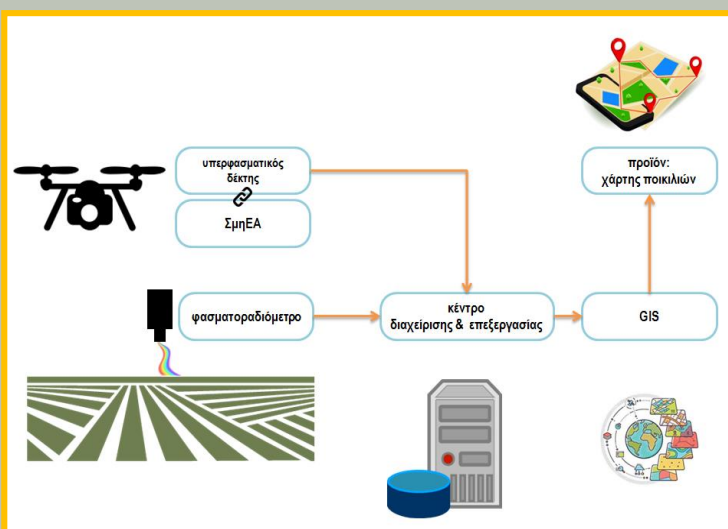 υπερφασματικός
δέκτης
ΣμηΕΑ
προϊόν:
χάρτης ποικιλιών
φασματοραδιόμετρο
κέντρο
διαχείρισης & επεξεργασίας
GIS